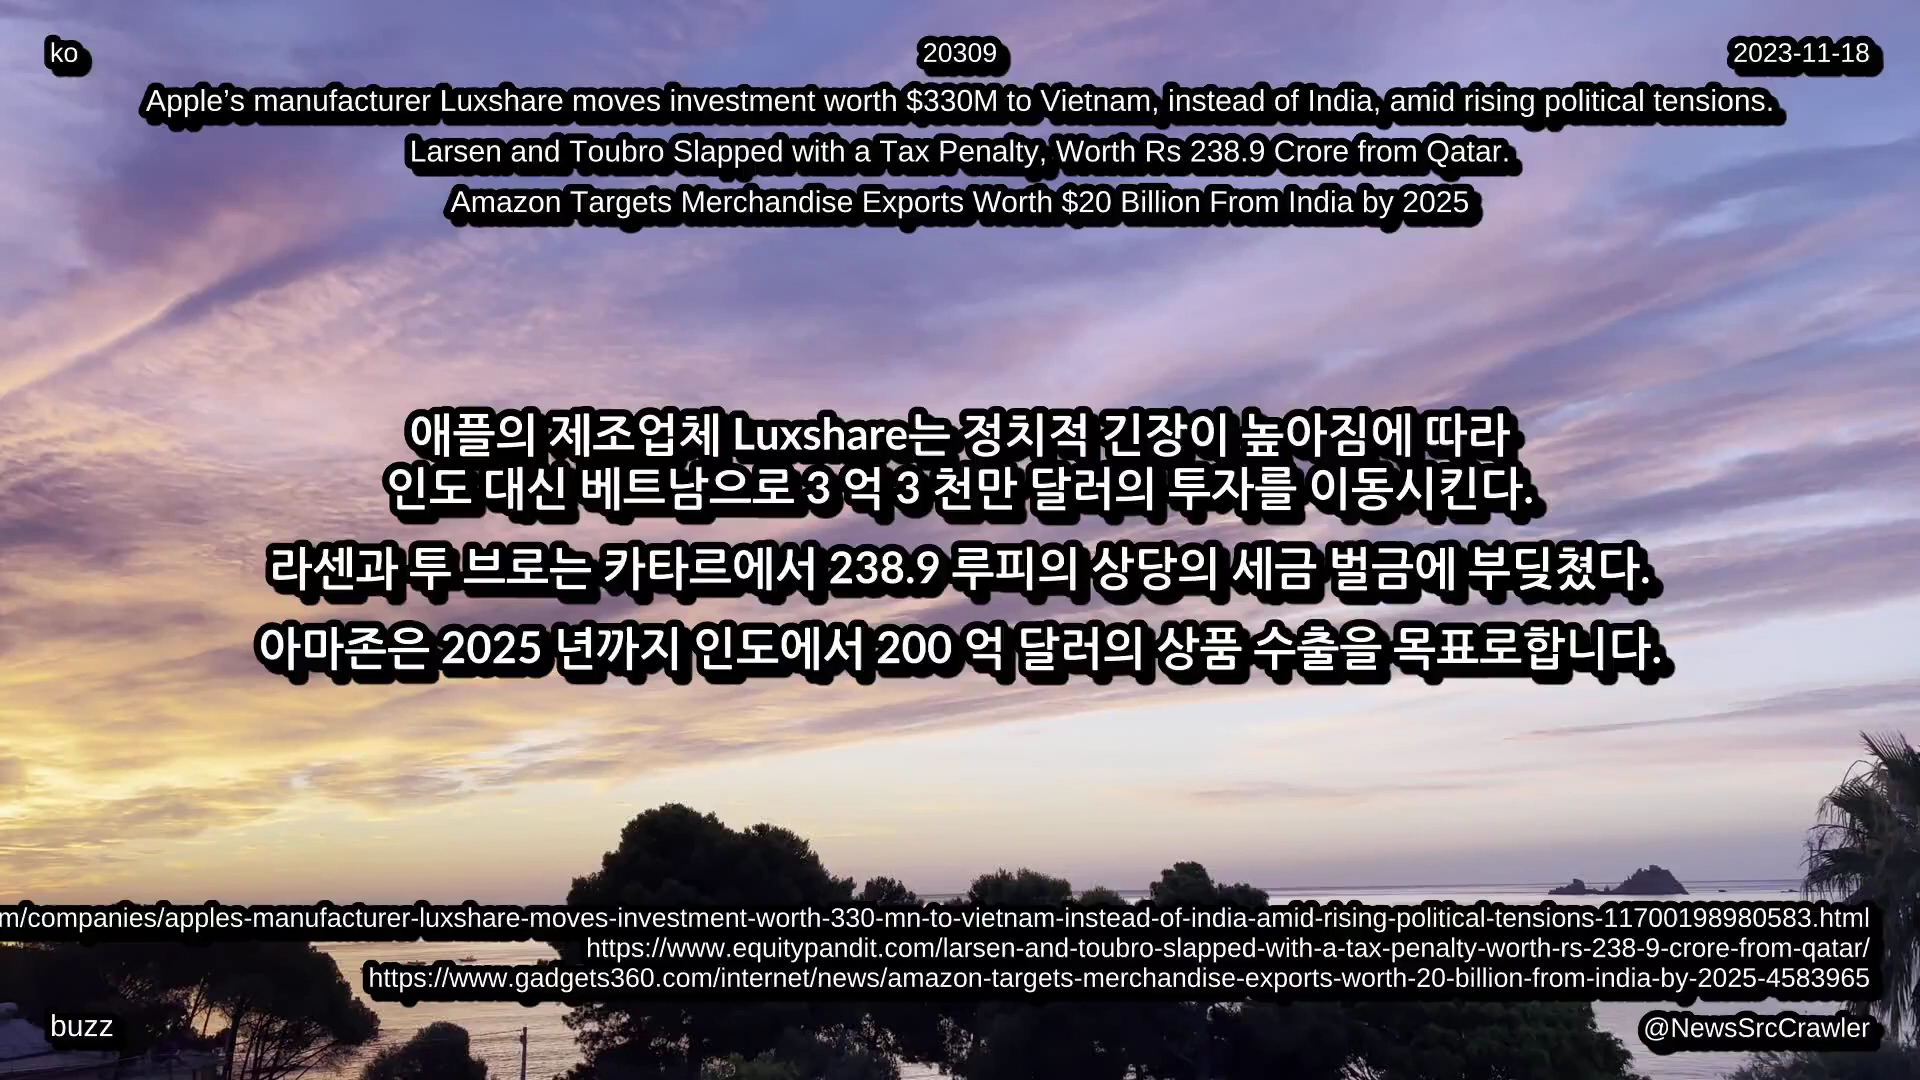 ko
20309
2023-11-18
Apple’s manufacturer Luxshare moves investment worth $330M to Vietnam, instead of India, amid rising political tensions.
Larsen and Toubro Slapped with a Tax Penalty, Worth Rs 238.9 Crore from Qatar.
Amazon Targets Merchandise Exports Worth $20 Billion From India by 2025
애플의 제조업체 Luxshare는 정치적 긴장이 높아짐에 따라
인도 대신 베트남으로 3 억 3 천만 달러의 투자를 이동시킨다.
라센과 투 브로는 카타르에서 238.9 루피의 상당의 세금 벌금에 부딪쳤다.
아마존은 2025 년까지 인도에서 200 억 달러의 상품 수출을 목표로합니다.
m/companies/apples-manufacturer-luxshare-moves-investment-worth-330-mn-to-vietnam-instead-of-india-amid-rising-political-tensions-11700198980583.html
https://www.equitypandit.com/larsen-and-toubro-slapped-with-a-tax-penalty-worth-rs-238-9-crore-from-qatar/
https://www.gadgets360.com/internet/news/amazon-targets-merchandise-exports-worth-20-billion-from-india-by-2025-4583965
buzz
@NewsSrcCrawler